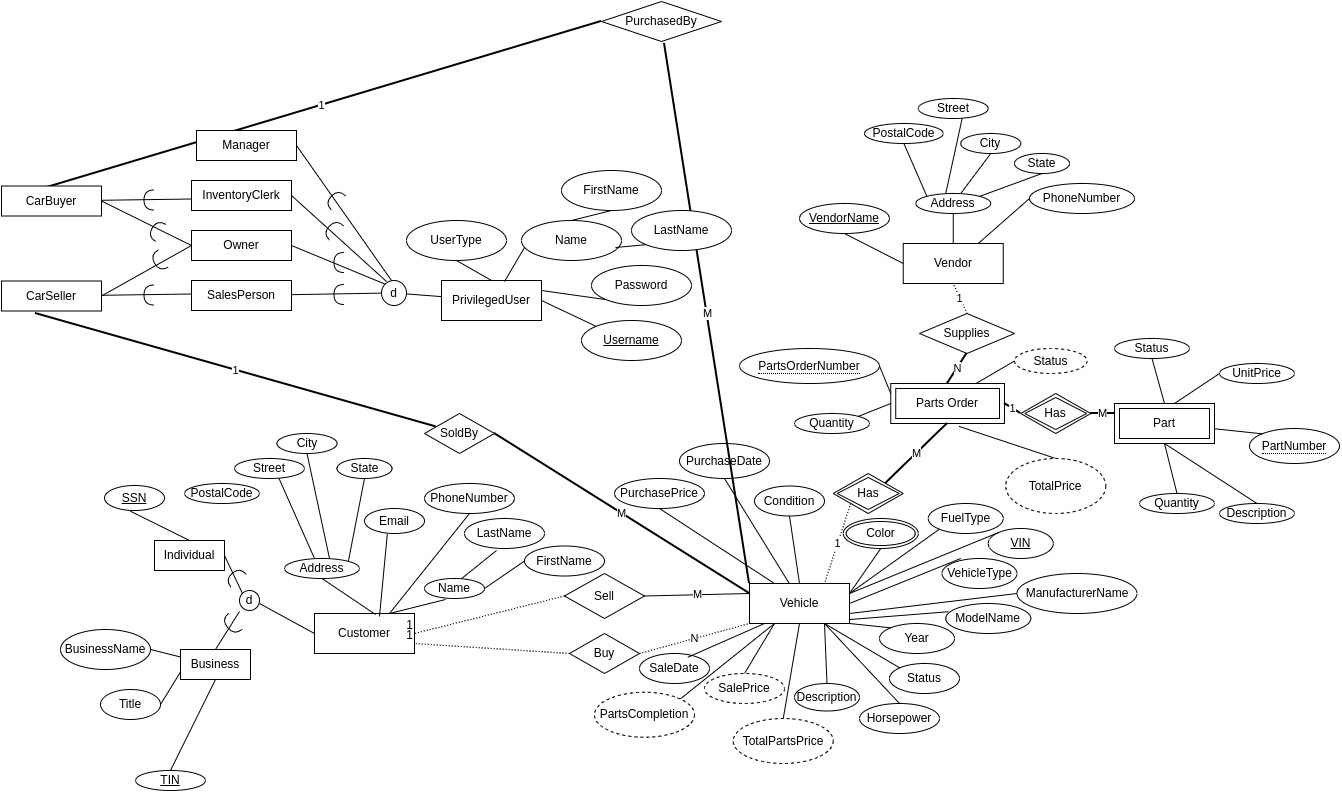 PurchasedBy
1
Manager
CarBuyer
InventoryClerk
Owner
CarSeller
SalesPerson
d
UserType
Name
FirstName
LastName
Password
Username
PrivilegedUser
M
Street
PostalCode
City
State
Address
PhoneNumber
VendorName
Vendor
1
Supplies
N
PartsOrderNumber
Status
Parts Order
Quantity
1
Has
M
Status
UnitPrice
Part
PartNumber
Quantity
Description
TotalPrice
M
Has
1
1
SoldBy
M
City
Street
State
PostalCode
SSN
PhoneNumber
Email
LastName
FirstName
Name
Individual
Address
d
Customer
1
1
BusinessName
Business
Title
TIN
Sell
M
Buy
N
PurchaseDate
PurchasePrice
Condition
Color
FuelType
VIN
VehicleType
ManufacturerName
ModelName
Vehicle
Year
Status
Horsepower
Description
SaleDate
SalePrice
PartsCompletion
TotalPartsPrice